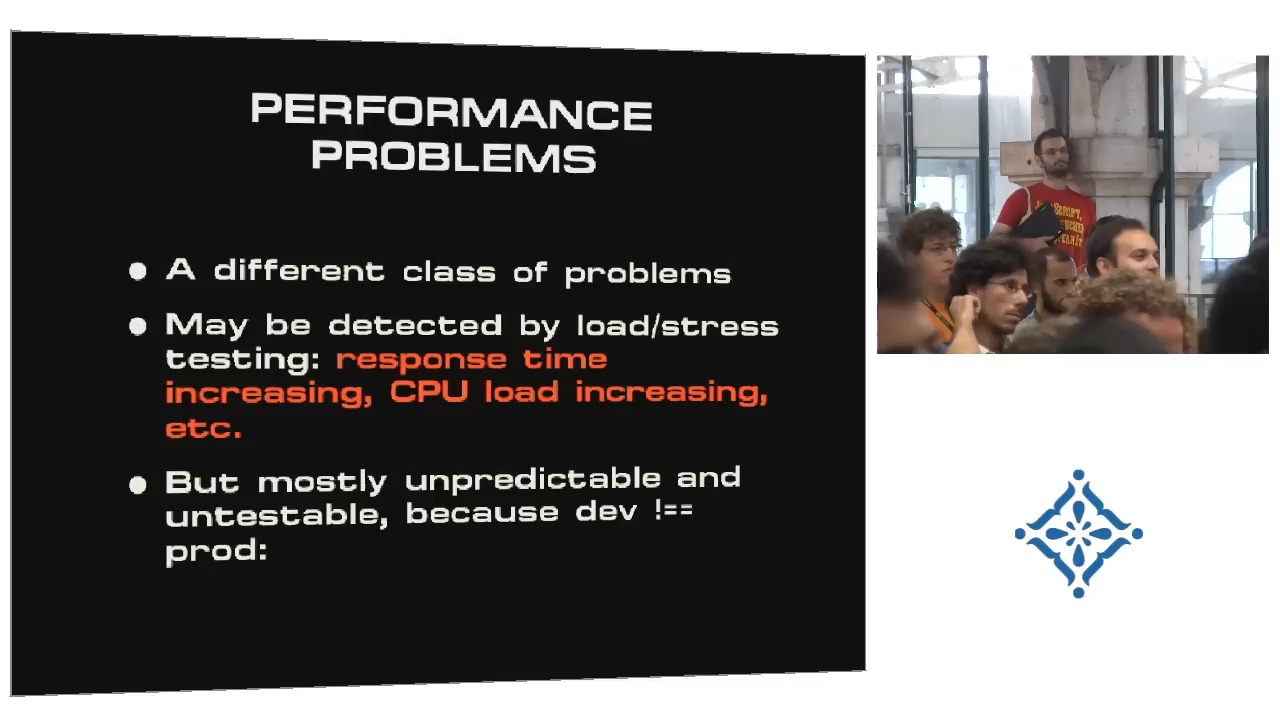 PERFORMANCE
PROBLEMS
● A different class of problems
● May be detected by load/stress
testing: response time
increasing, CPU load increasing,
etc.
● But mostly unpredictable and
untestable, because dev !==
prod: